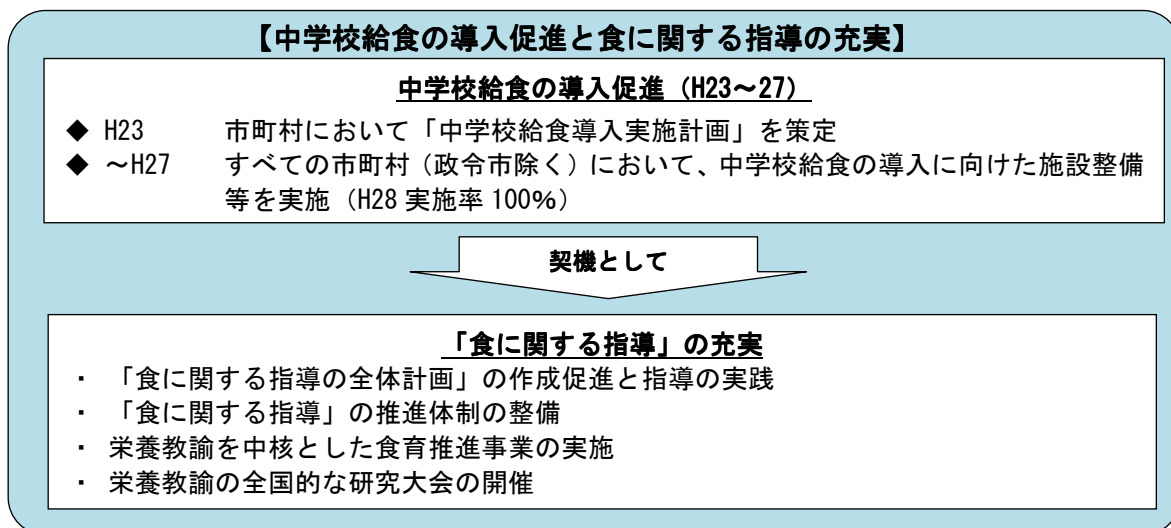 【中学校給食の導入促進と食に関する指導の充実】
中学校給食の導入促進（H23～27）
◆ H23 市町村において「中学校給食導入実施計画」を策定
◆ ～H27 すべての市町村（政令市除く）において、中学校給食の導入に向けた施設整備
等を実施（H28 実施率 100％）
契機として
「食に関する指導」の充実
・ 「食に関する指導の全体計画」の作成促進と指導の実践
・ 「食に関する指導」の推進体制の整備
・ 栄養教諭を中核とした食育推進事業の実施
・ 栄養教諭の全国的な研究大会の開催